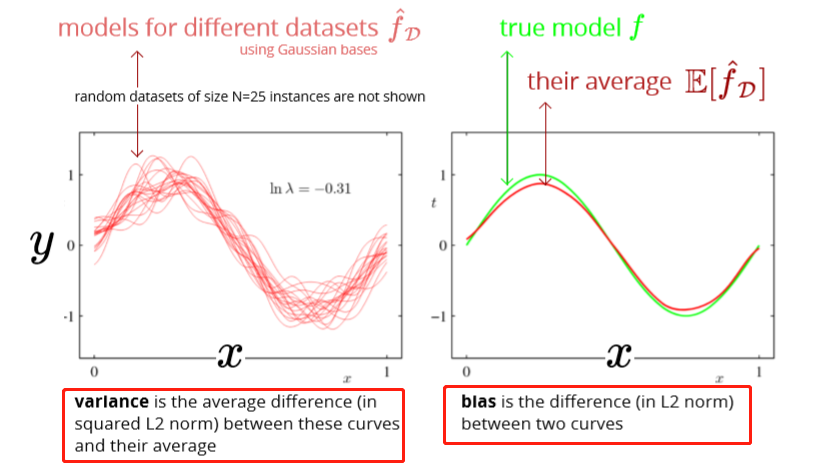 models for different datasets f̂_𝒟
using Gaussian bases
random datasets of size N=25 instances are not shown
true model f
their average 𝔼[f̂_𝒟]
ln λ = −0.31
1
0
-1
y
0
x
x
1
1
t
0
−1
0
x
x
1
variance is the average difference (in
squared L2 norm) between these curves
and their average
bias is the difference (in L2 norm)
between two curves